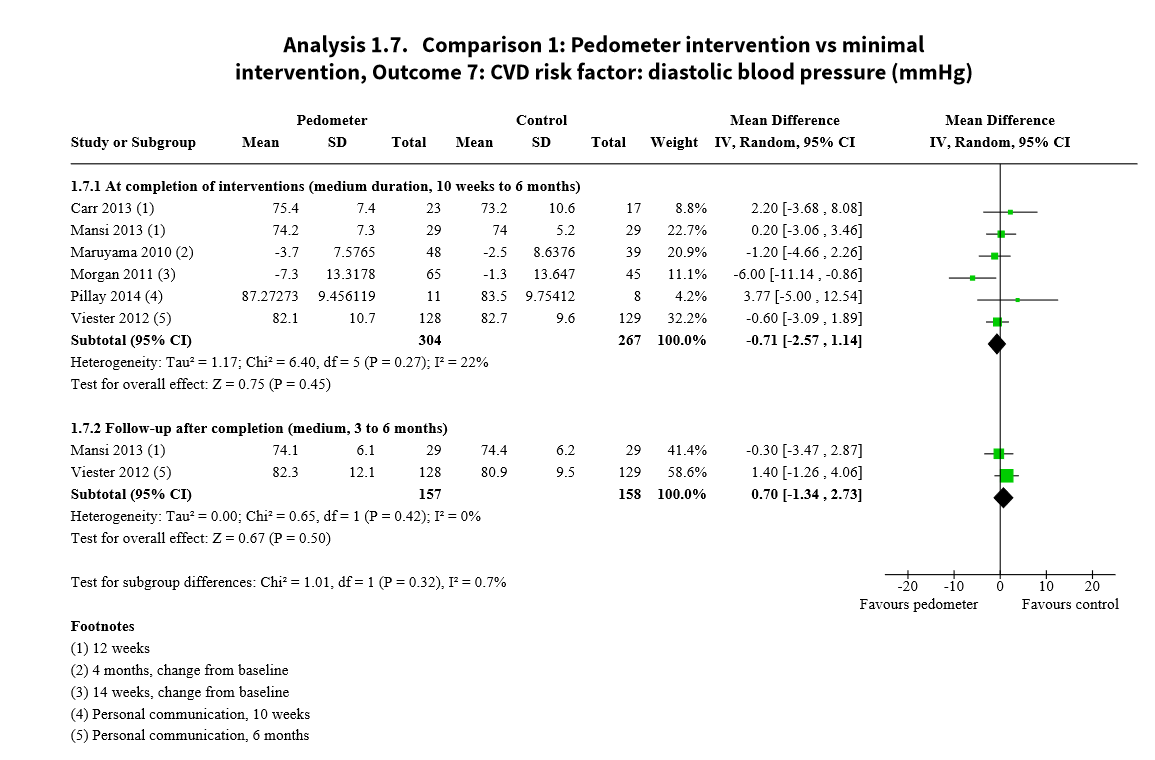 Analysis 1.7. Comparison 1: Pedometer intervention vs minimal
intervention, Outcome 7: CVD risk factor: diastolic blood pressure (mmHg)
Pedometer Control Mean Difference Mean Difference
Study or Subgroup Mean SD Total Mean SD Total Weight IV, Random, 95% CI IV, Random, 95% CI
1.7.1 At completion of interventions (medium duration, 10 weeks to 6 months)
Carr 2013 (1) 75.4 7.4 23 73.2 10.6 17 8.8% 2.20 [-3.68 , 8.08]
Mansi 2013 (1) 74.2 7.3 29 74 5.2 29 22.7% 0.20 [-3.06 , 3.46]
Maruyama 2010 (2) -3.7 7.5765 48 -2.5 8.6376 39 20.9% -1.20 [-4.66 , 2.26]
Morgan 2011 (3) -7.3 13.3178 65 -1.3 13.647 45 11.1% -6.00 [-11.14 , -0.86]
Pillay 2014 (4) 87.27273 9.456119 11 83.5 9.75412 8 4.2% 3.77 [-5.00 , 12.54]
Viester 2012 (5) 82.1 10.7 128 82.7 9.6 129 32.2% -0.60 [-3.09 , 1.89]
Subtotal (95% CI) 304 267 100.0% -0.71 [-2.57 , 1.14]
Heterogeneity: Tau² = 1.17; Chi² = 6.40, df = 5 (P = 0.27); I² = 22%
Test for overall effect: Z = 0.75 (P = 0.45)
1.7.2 Follow-up after completion (medium, 3 to 6 months)
Mansi 2013 (1) 74.1 6.1 29 74.4 6.2 29 41.4% -0.30 [-3.47 , 2.87]
Viester 2012 (5) 82.3 12.1 128 80.9 9.5 129 58.6% 1.40 [-1.26 , 4.06]
Subtotal (95% CI) 157 158 100.0% 0.70 [-1.34 , 2.73]
Heterogeneity: Tau² = 0.00; Chi² = 0.65, df = 1 (P = 0.42); I² = 0%
Test for overall effect: Z = 0.67 (P = 0.50)
Test for subgroup differences: Chi² = 1.01, df = 1 (P = 0.32), I² = 0.7%
-20 -10 0 10 20
Favours pedometer Favours control
Footnotes
(1) 12 weeks
(2) 4 months, change from baseline
(3) 14 weeks, change from baseline
(4) Personal communication, 10 weeks
(5) Personal communication, 6 months